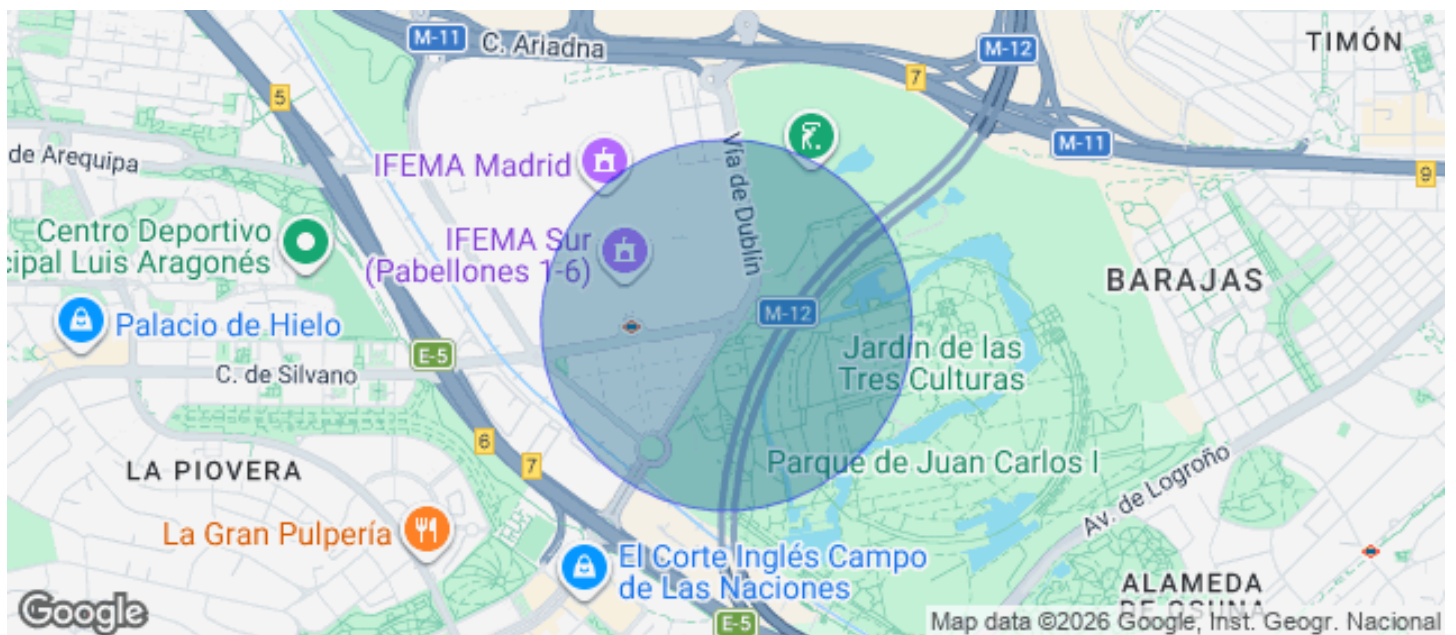 M-11
C. Ariadna
M-12
TIMÓN
7
5
M-11
de Arequipa
IFEMA Madrid
Vía de Dublín
9
Centro Deportivo
cipal Luis Aragonés
IFEMA Sur
(Pabellones 1-6)
BARAJAS
M-12
Palacio de Hielo
E-5
C. de Silvano
Jardín de las
Tres Culturas
6
7
LA PIOVERA
Parque de Juan Carlos I
Av. de Logroño
La Gran Pulpería
El Corte Inglés Campo
de Las Naciones
ALAMEDA
DE OSUNA
Google
E-5
Map data ©2026 Google, Inst. Geogr. Nacional